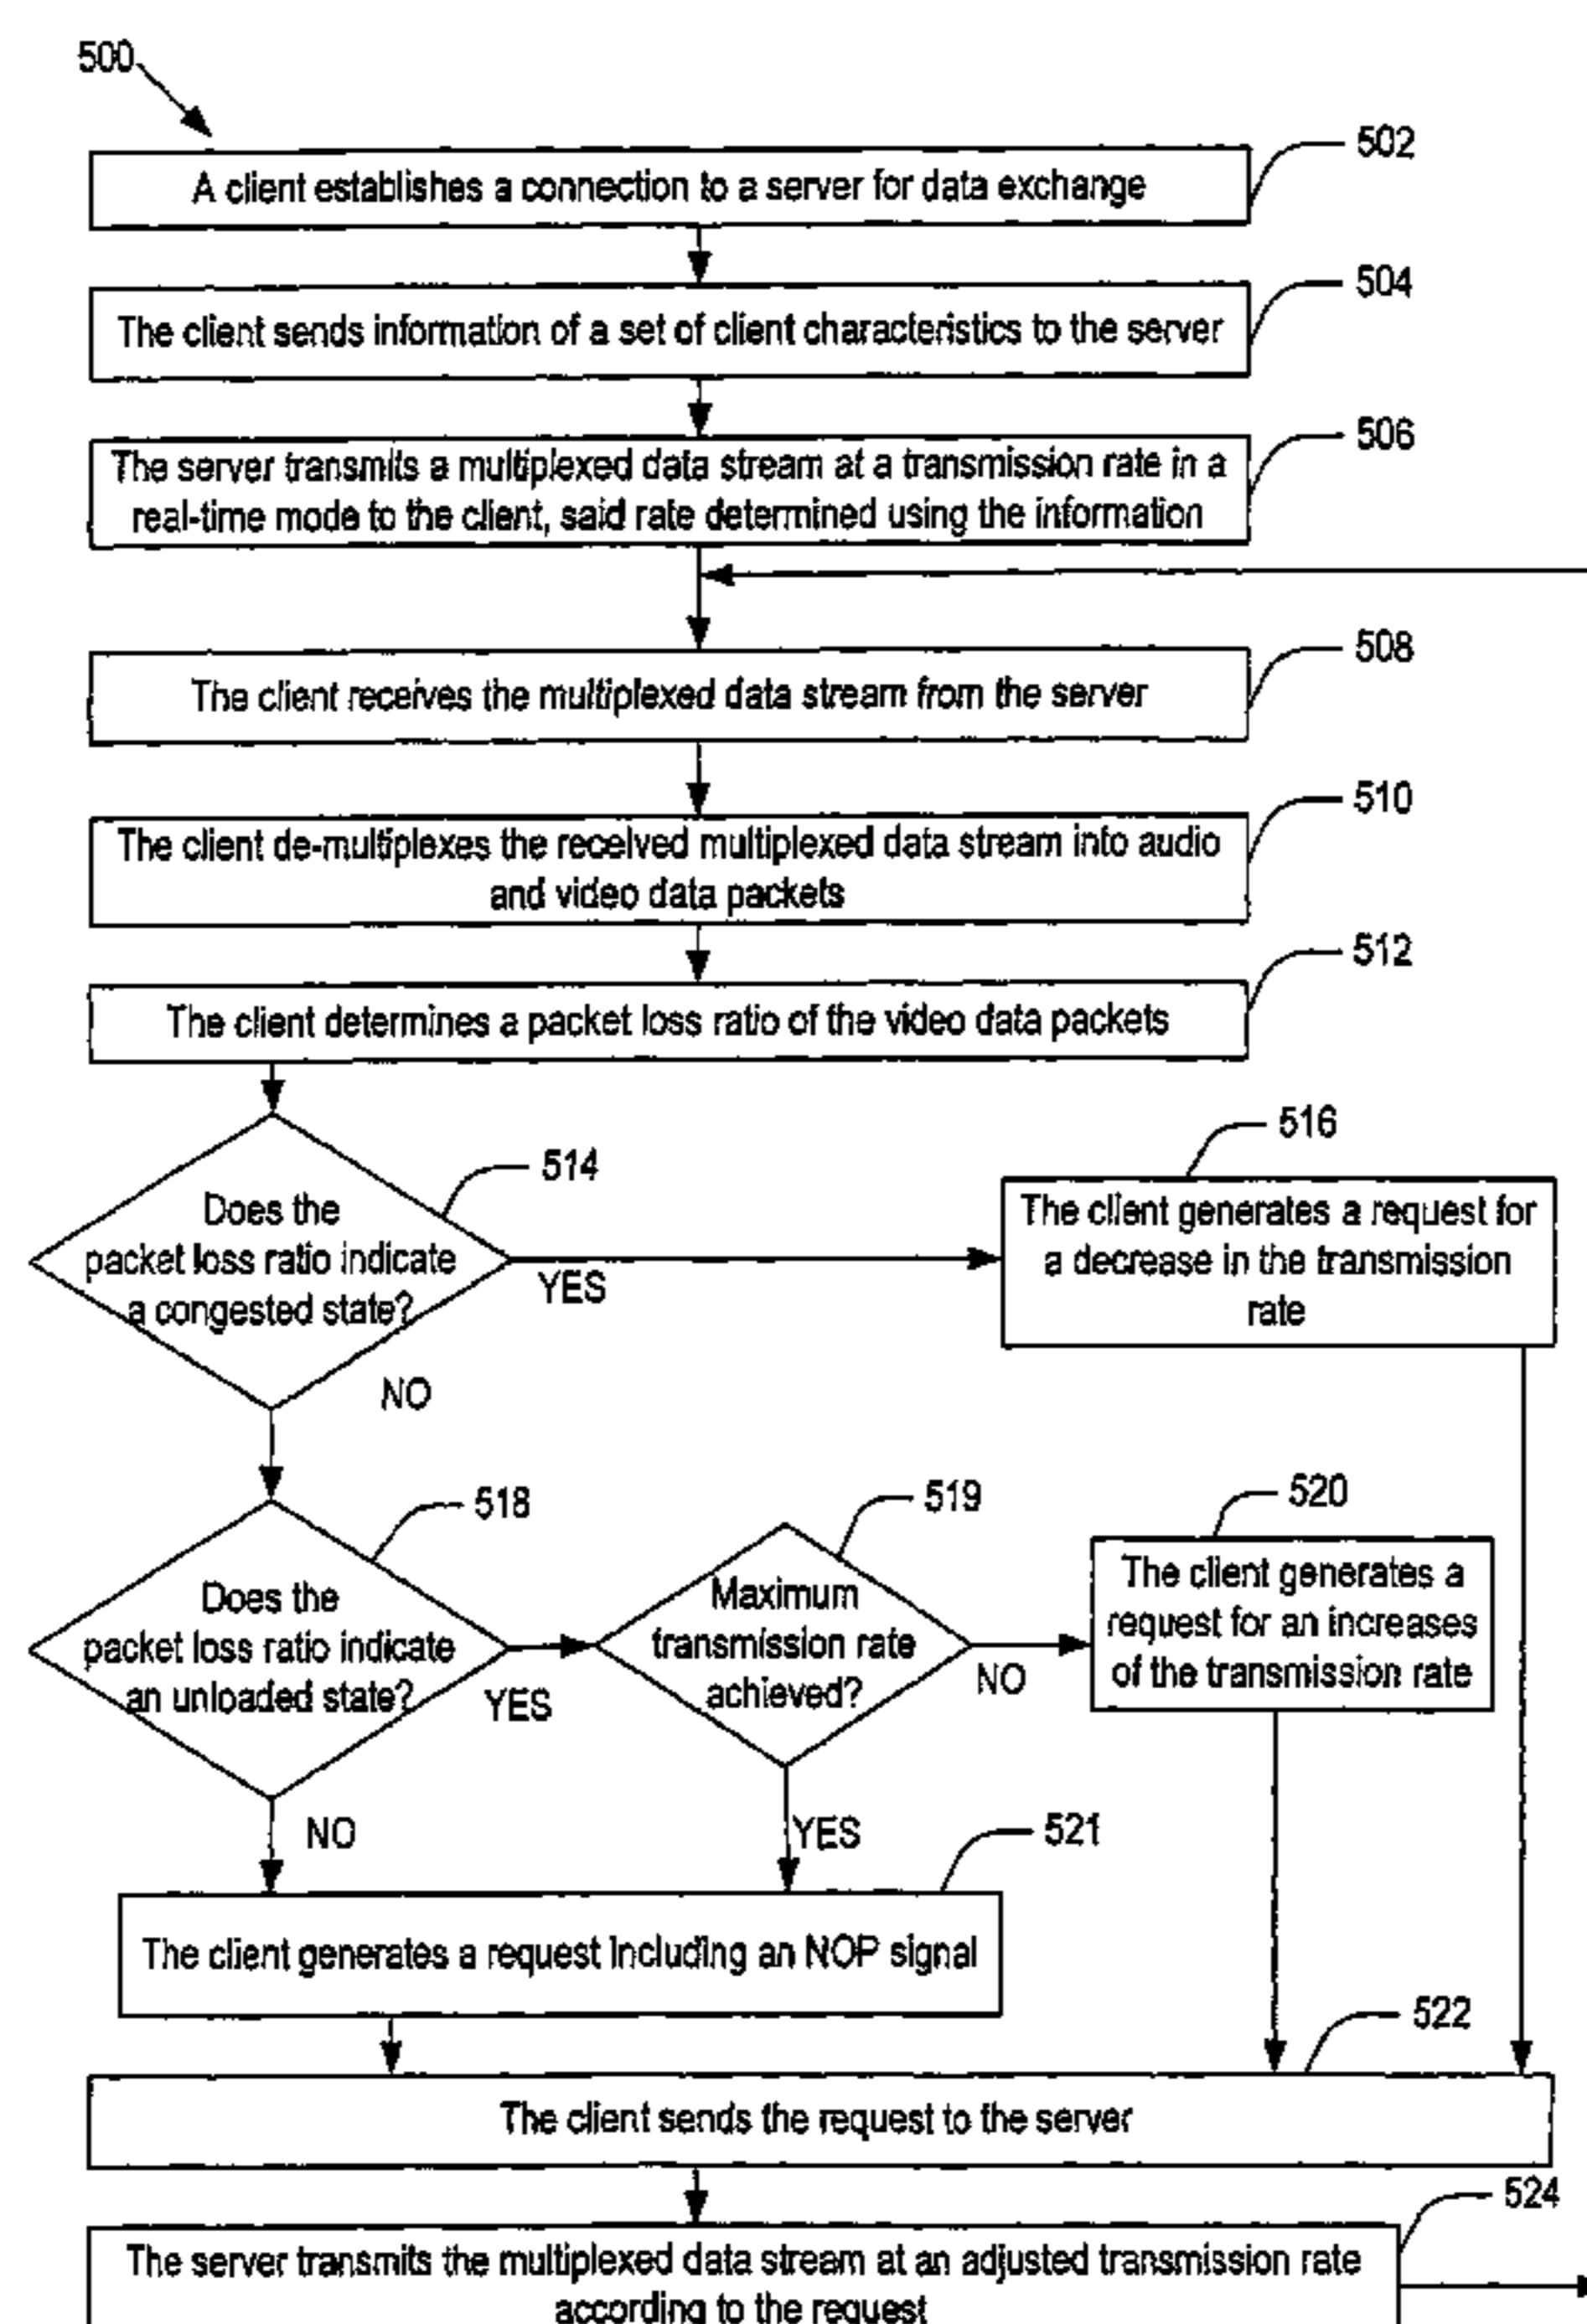 500
502
A client establishes a connection to a server for data exchange
504
The client sends information of a set of client characteristics to the server
506
The server transmits a multiplexed data stream at a transmission rate in a
real-time mode to the client, said rate determined using the information
508
The client receives the multiplexed data stream from the server
510
The client de-multiplexes the received multiplexed data stream into audio
and video data packets
512
The client determines a packet loss ratio of the video data packets
514
Does the
packet loss ratio indicate
a congested state?
YES
NO
516
The client generates a request for
a decrease in the transmission
rate
518
Does the
packet loss ratio indicate
an unloaded state?
YES
NO
519
Maximum
transmission rate
achieved?
NO
YES
520
The client generates a
request for an increases
of the transmission rate
521
The client generates a request including an NOP signal
522
The client sends the request to the server
524
The server transmits the multiplexed data stream at an adjusted transmission rate
according to the request